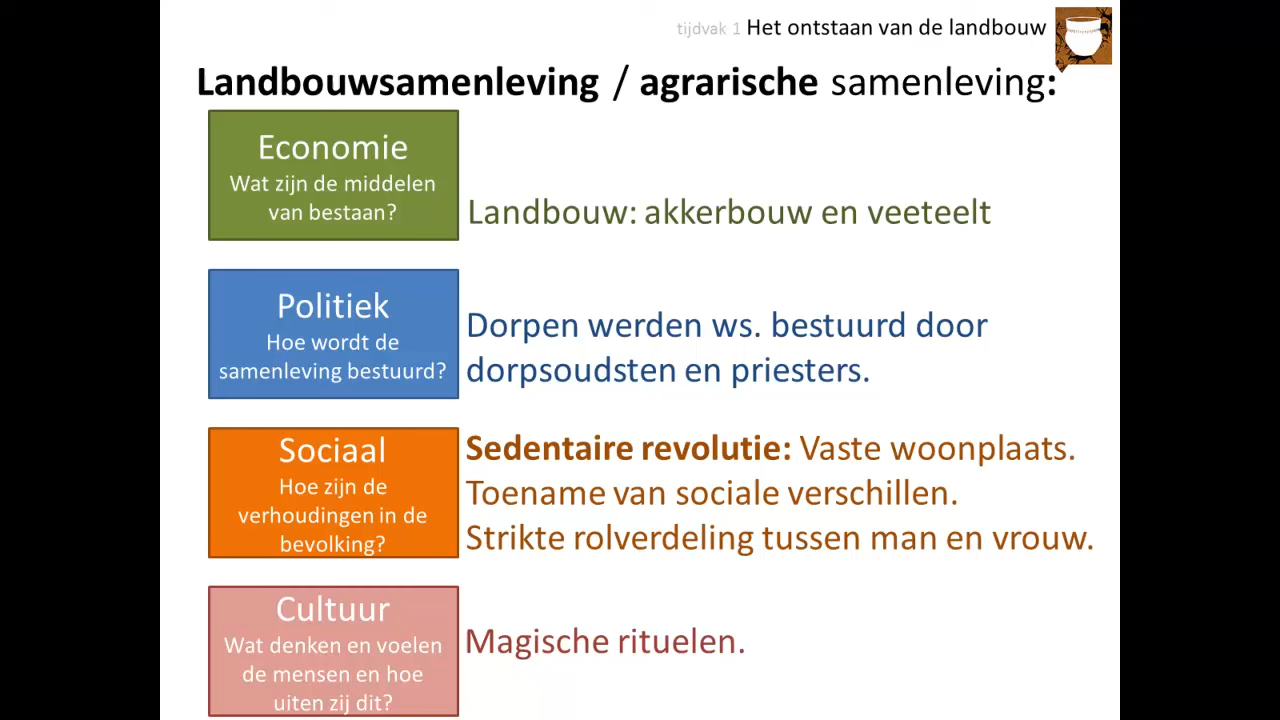 tijdvak 1 Het ontstaan van de landbouw
Landbouwsamenleving / agrarische samenleving:
Economie
Wat zijn de middelen
van bestaan?
Landbouw: akkerbouw en veeteelt
Politiek
Hoe wordt de
samenleving bestuurd?
Dorpen werden ws. bestuurd door
dorpsoudsten en priesters.
Sociaal
Hoe zijn de
verhoudingen in de
bevolking?
Sedentaire revolutie: Vaste woonplaats.
Toename van sociale verschillen.
Strikte rolverdeling tussen man en vrouw.
Cultuur
Wat denken en voelen
de mensen en hoe
uiten zij dit?
Magische rituelen.